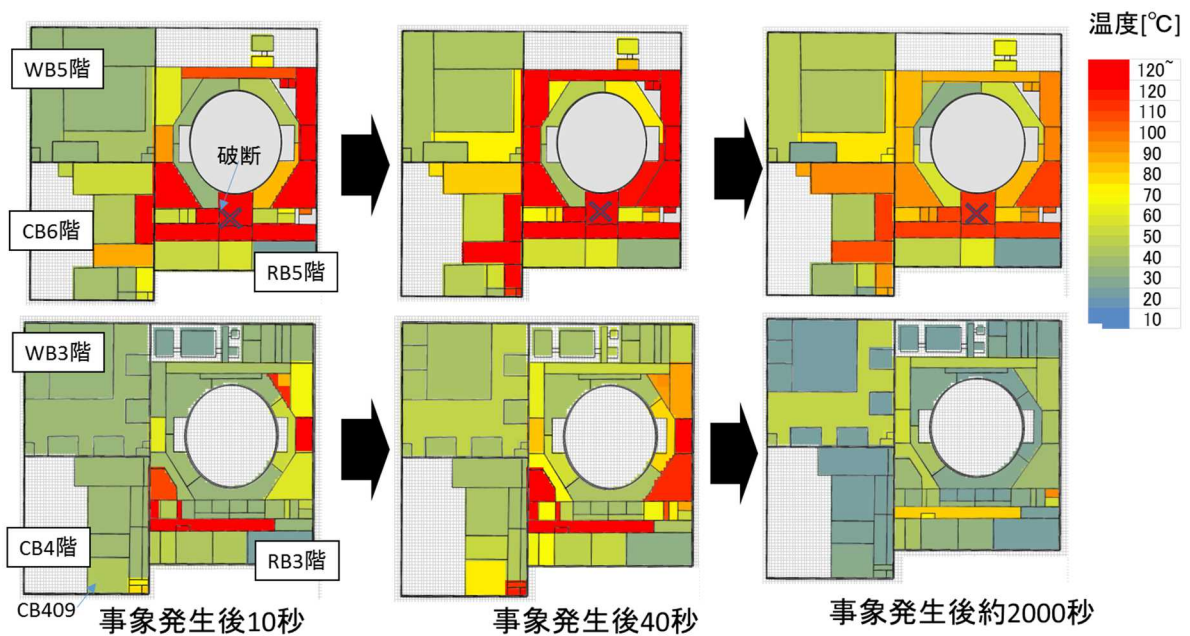 WB5階
CB6階
破断
RB5階
温度[℃]
120~
120
110
100
90
80
70
60
50
40
30
20
10
WB3階
CB4階
RB3階
CB409
事象発生後10秒
事象発生後40秒
事象発生後約2000秒